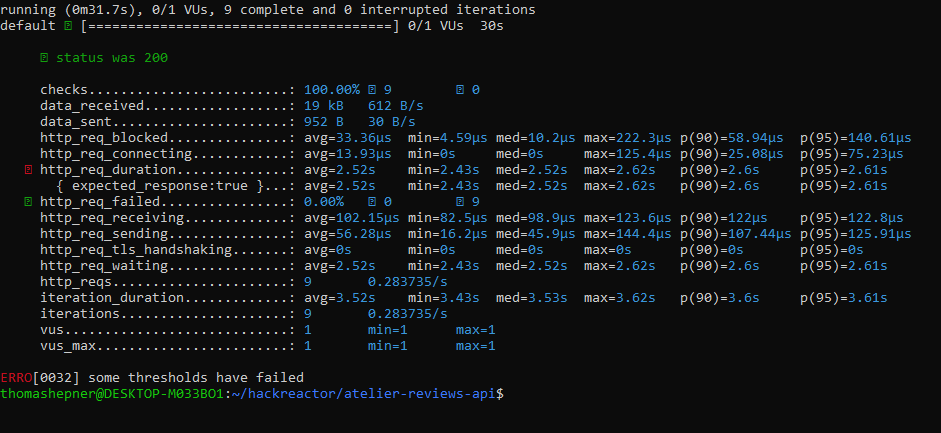 running (0m31.7s), 0/1 VUs, 9 complete and 0 interrupted iterations
default ⍰ [======================================] 0/1 VUs  30s
⍰ status was 200
checks.........................: 100.00% ⍰ 9       ⍰ 0
data_received..................: 19 kB   612 B/s
data_sent......................: 952 B   30 B/s
http_req_blocked...............: avg=33.36µs  min=4.59µs med=10.2µs max=222.3µs p(90)=58.94µs  p(95)=140.61µs
http_req_connecting............: avg=13.93µs  min=0s     med=0s     max=125.4µs p(90)=25.08µs  p(95)=75.23µs
⍰ http_req_duration..............: avg=2.52s    min=2.43s  med=2.52s  max=2.62s   p(90)=2.6s     p(95)=2.61s
{ expected_response:true }...: avg=2.52s    min=2.43s  med=2.52s  max=2.62s   p(90)=2.6s     p(95)=2.61s
⍰ http_req_failed................: 0.00%   ⍰ 0       ⍰ 9
http_req_receiving.............: avg=102.15µs min=82.5µs med=98.9µs max=123.6µs p(90)=122µs    p(95)=122.8µs
http_req_sending...............: avg=56.28µs  min=16.2µs med=45.9µs max=144.4µs p(90)=107.44µs p(95)=125.91µs
http_req_tls_handshaking.......: avg=0s       min=0s     med=0s     max=0s      p(90)=0s       p(95)=0s
http_req_waiting...............: avg=2.52s    min=2.43s  med=2.52s  max=2.62s   p(90)=2.6s     p(95)=2.61s
http_reqs......................: 9       0.283735/s
iteration_duration.............: avg=3.52s    min=3.43s  med=3.53s  max=3.62s   p(90)=3.6s     p(95)=3.61s
iterations.....................: 9       0.283735/s
vus............................: 1       min=1      max=1
vus_max........................: 1       min=1      max=1
ERRO[0032] some thresholds have failed
thomashepner@DESKTOP-M033BO1:~/hackreactor/atelier-reviews-api$